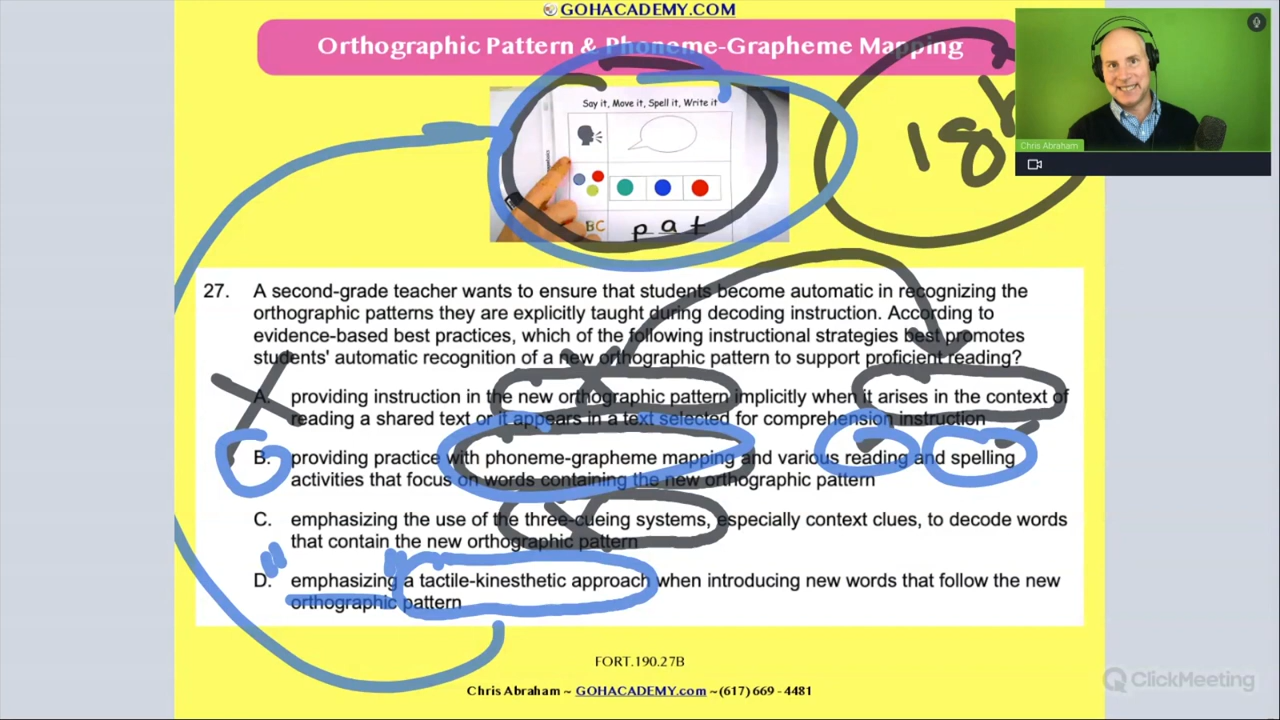 GOHACADEMY.COM
Orthographic Pattern & Phoneme-Grapheme Mapping
Say it, Move it, Spell it, Write it
BC
p a t
18
Chris Abraham
27. A second-grade teacher wants to ensure that students become automatic in recognizing the
orthographic patterns they are explicitly taught during decoding instruction. According to
evidence-based best practices, which of the following instructional strategies best promotes
students' automatic recognition of a new orthographic pattern to support proficient reading?
A. providing instruction in the new orthographic pattern implicitly when it arises in the context of
reading a shared text or it appears in a text selected for comprehension instruction
B. providing practice with phoneme-grapheme mapping and various reading and spelling
activities that focus on words containing the new orthographic pattern
C. emphasizing the use of the three-cueing systems, especially context clues, to decode words
that contain the new orthographic pattern
D. emphasizing a tactile-kinesthetic approach when introducing new words that follow the new
orthographic pattern
FORT.190.27B
Chris Abraham ~ GOHACADEMY.com ~(617) 669 - 4481
ClickMeeting